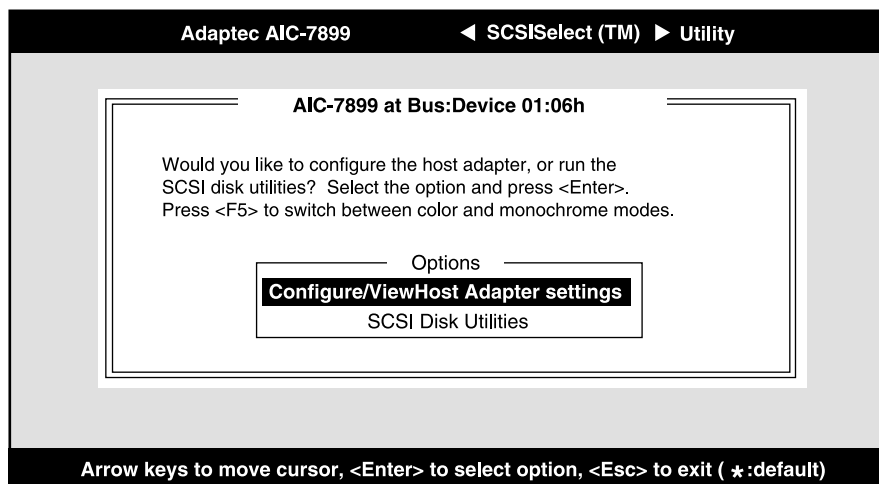 Adaptec AIC-7899 ◀ SCSISelect (TM) ▶ Utility
AIC-7899 at Bus:Device 01:06h
Would you like to configure the host adapter, or run the
SCSI disk utilities? Select the option and press <Enter>.
Press <F5> to switch between color and monochrome modes.
Options
Configure/ViewHost Adapter settings
SCSI Disk Utilities
Arrow keys to move cursor, <Enter> to select option, <Esc> to exit ( *:default)